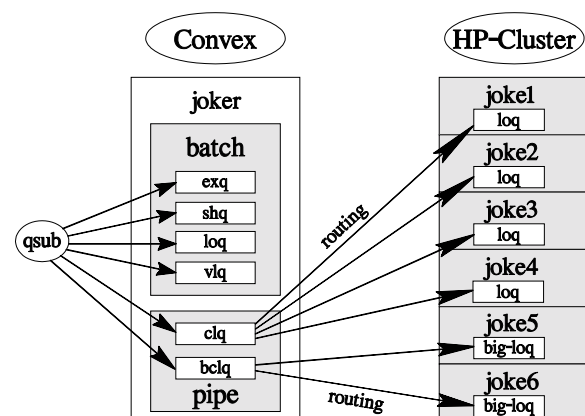 Convex
HP-Cluster
joker
batch
exq
shq
loq
vlq
qsub
clq
bclq
pipe
routing
routing
joke1
loq
joke2
loq
joke3
loq
joke4
loq
joke5
big-loq
joke6
big-loq